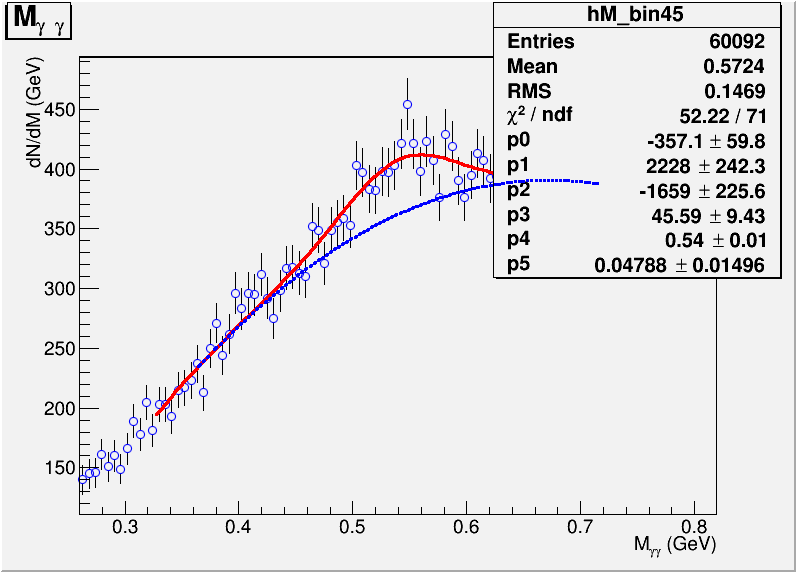 M γ γ
hM_bin45
Entries 60092
Mean 0.5724
RMS 0.1469
χ² / ndf 52.22 / 71
p0 -357.1 ± 59.8
p1 2228 ± 242.3
p2 -1659 ± 225.6
p3 45.59 ± 9.43
p4 0.54 ± 0.01
p5 0.04788 ± 0.01496
dN/dM (GeV)
450
400
350
300
250
200
150
0.3 0.4 0.5 0.6 0.7 0.8
Mγγ (GeV)